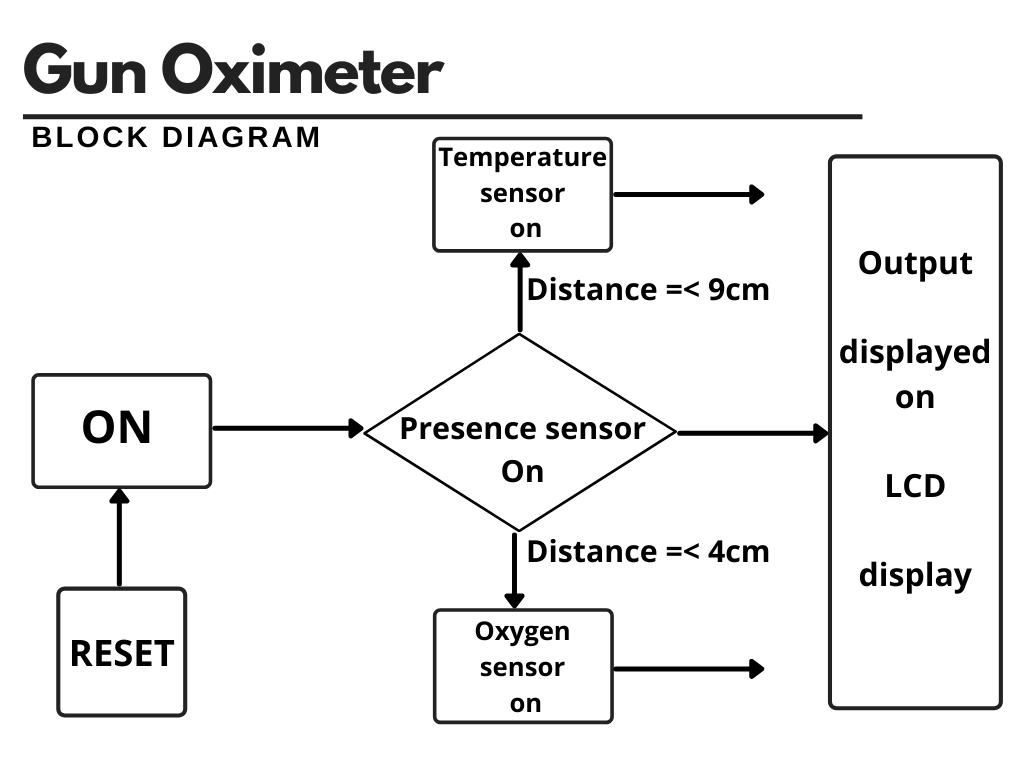 Gun Oximeter
BLOCK DIAGRAM
Temperature
sensor
on
Distance =< 9cm
ON
Presence sensor
On
Distance =< 4cm
RESET
Oxygen
sensor
on
Output
displayed
on
LCD
display